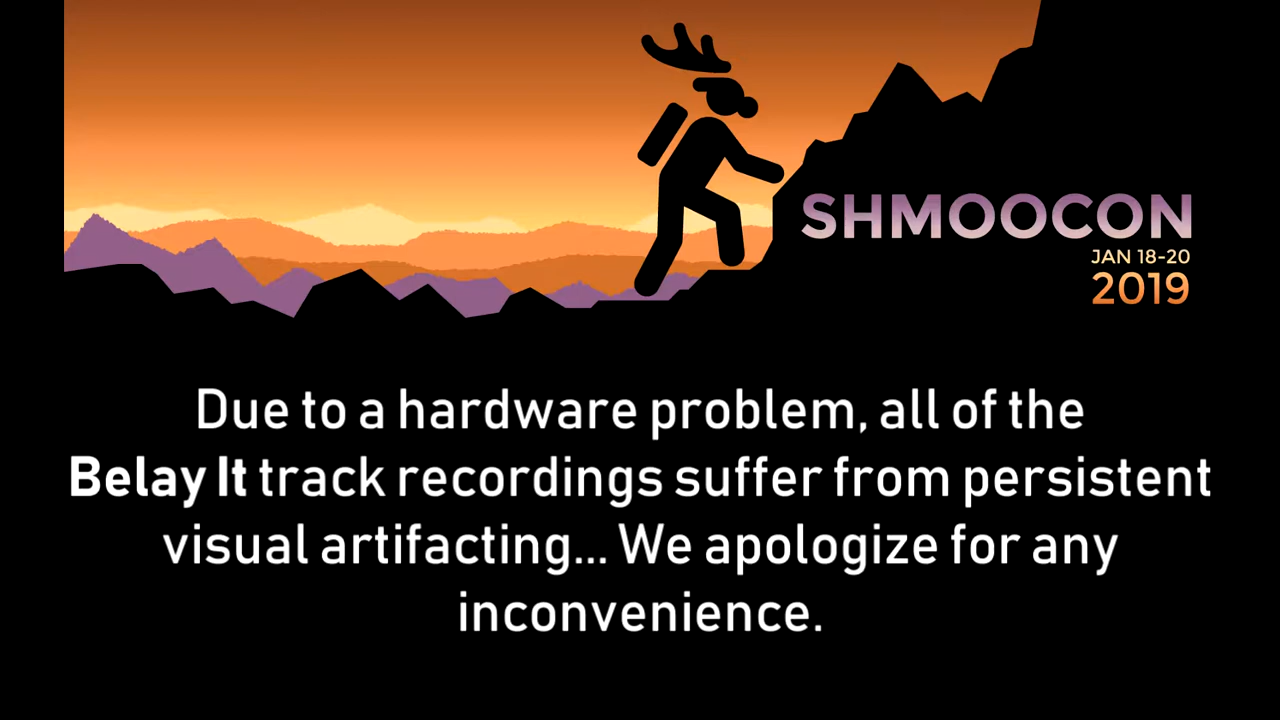 SHMOOCON
JAN 18-20
2019
Due to a hardware problem, all of the
Belay It track recordings suffer from persistent
visual artifacting... We apologize for any
inconvenience.